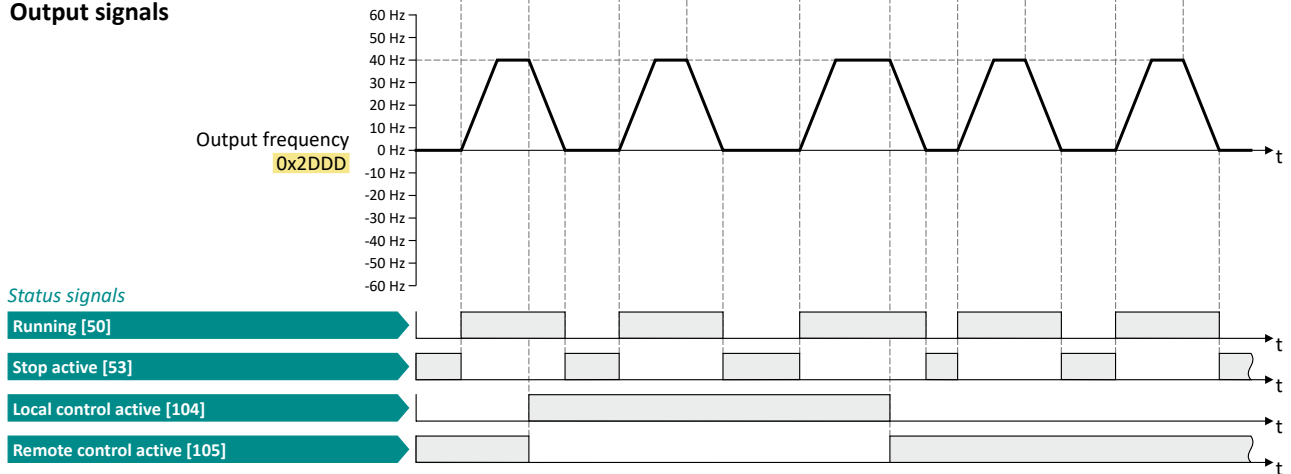 Output signals
60 Hz
50 Hz
40 Hz
30 Hz
20 Hz
10 Hz
0 Hz
-10 Hz
-20 Hz
-30 Hz
-40 Hz
-50 Hz
-60 Hz
Output frequency
0x2DDD
t
Status signals
Running [50]
t
Stop active [53]
t
Local control active [104]
t
Remote control active [105]
t